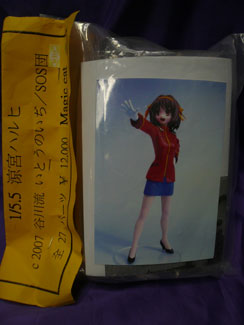 1/5.5 涼宮ハルヒ
c 2007 谷川流 いとうのいぢ/SOS団
全 27 パーツ ¥ 12,000 Magic cat